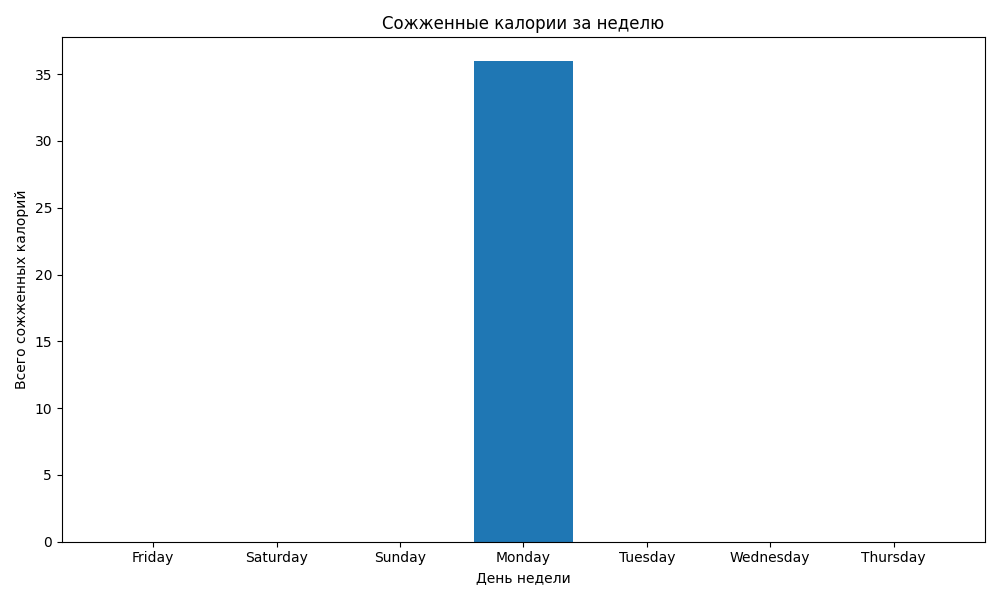 Сожженные калории за неделю
Всего сожженных калорий
35
30
25
20
15
10
5
0
Friday Saturday Sunday Monday Tuesday Wednesday Thursday
День недели